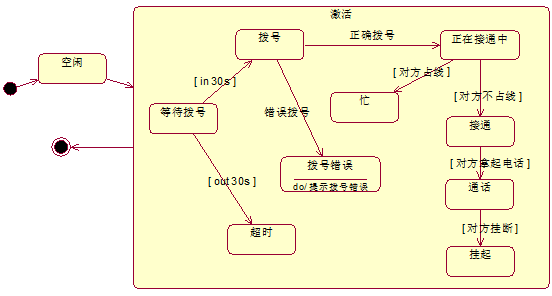 激活
空闲
拨号
正确拨号
正在接通中
[ in 30s ]
[ 对方占线 ]
忙
[ 对方不占线 ]
等待拨号
错误拨号
接通
[ 对方拿起电话 ]
拨号错误
do/ 提示拨号错误
[ out 30s ]
通话
超时
[ 对方挂断 ]
挂起